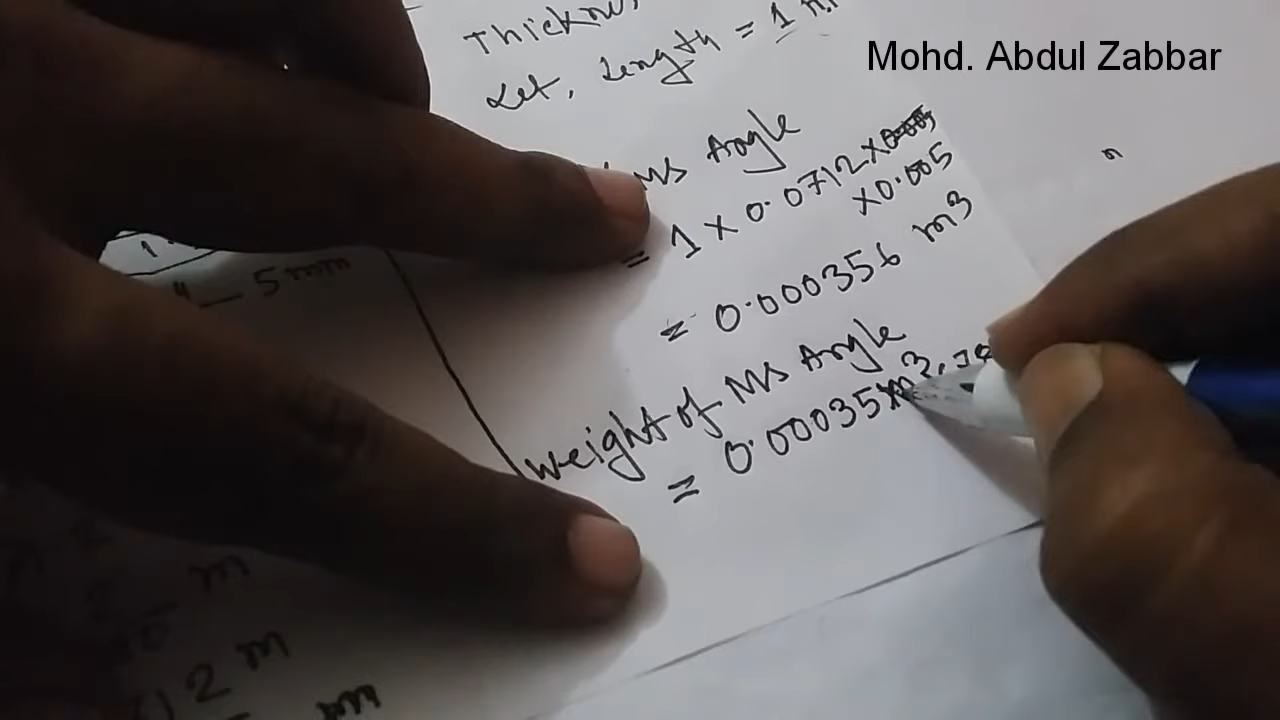 Mohd. Abdul Zabbar
Let, Length = 1
MS Angle
= 1 x 0.0712 x
x 0.005
= 0.000356 m3
Weight of MS Angle
= 0.00035
5mm
m
2 m
mm